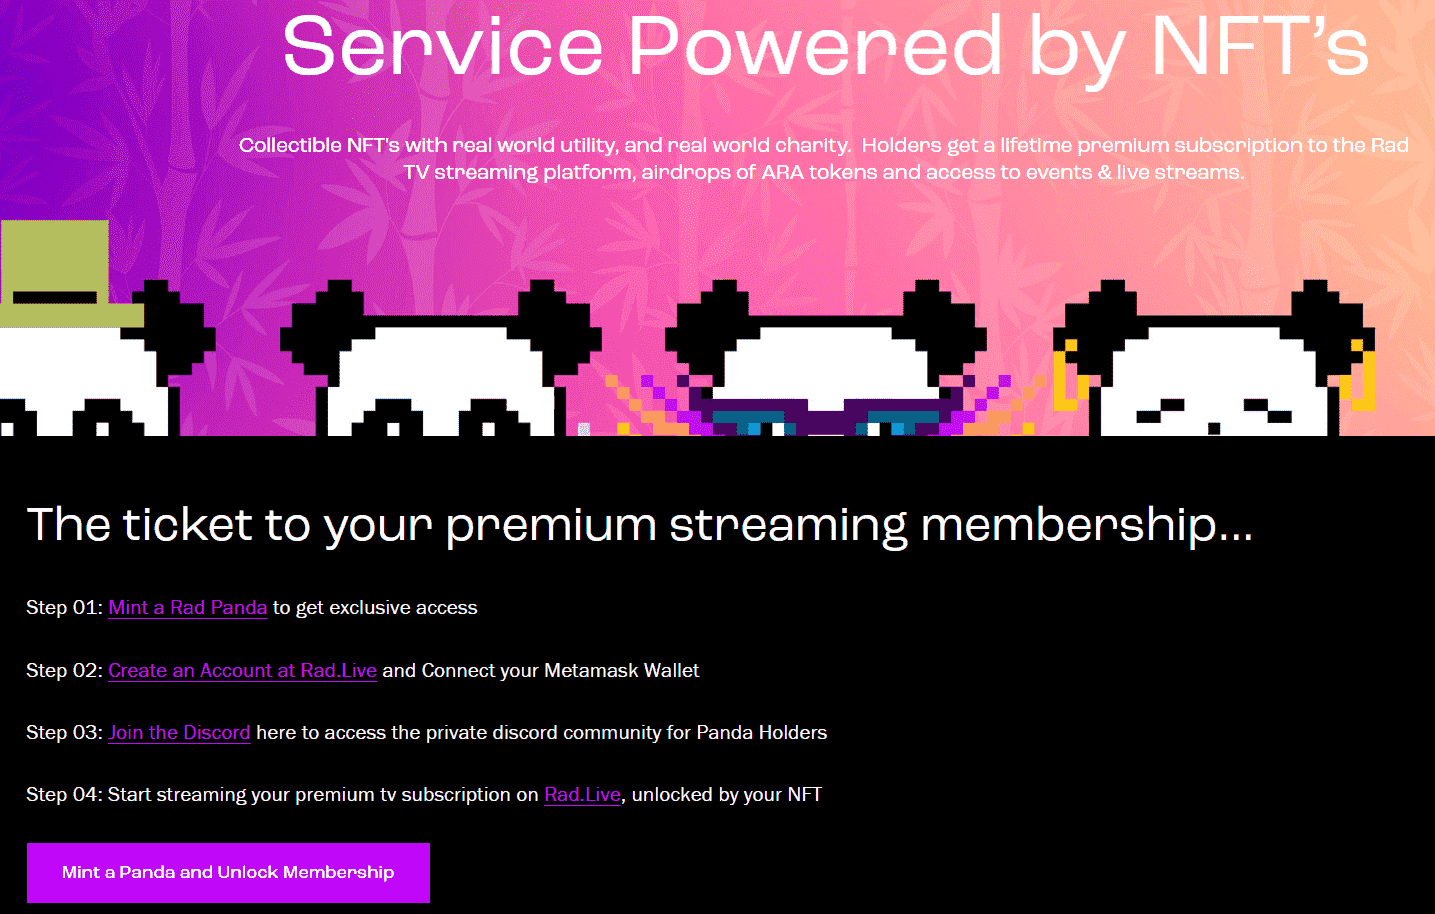 Service Powered by NFT’s
Collectible NFT's with real world utility, and real world charity.  Holders get a lifetime premium subscription to the Rad
TV streaming platform, airdrops of ARA tokens and access to events & live streams.
The ticket to your premium streaming membership...
Step 01: Mint a Rad Panda to get exclusive access
Step 02: Create an Account at Rad.Live and Connect your Metamask Wallet
Step 03: Join the Discord here to access the private discord community for Panda Holders
Step 04: Start streaming your premium tv subscription on Rad.Live, unlocked by your NFT
Mint a Panda and Unlock Membership